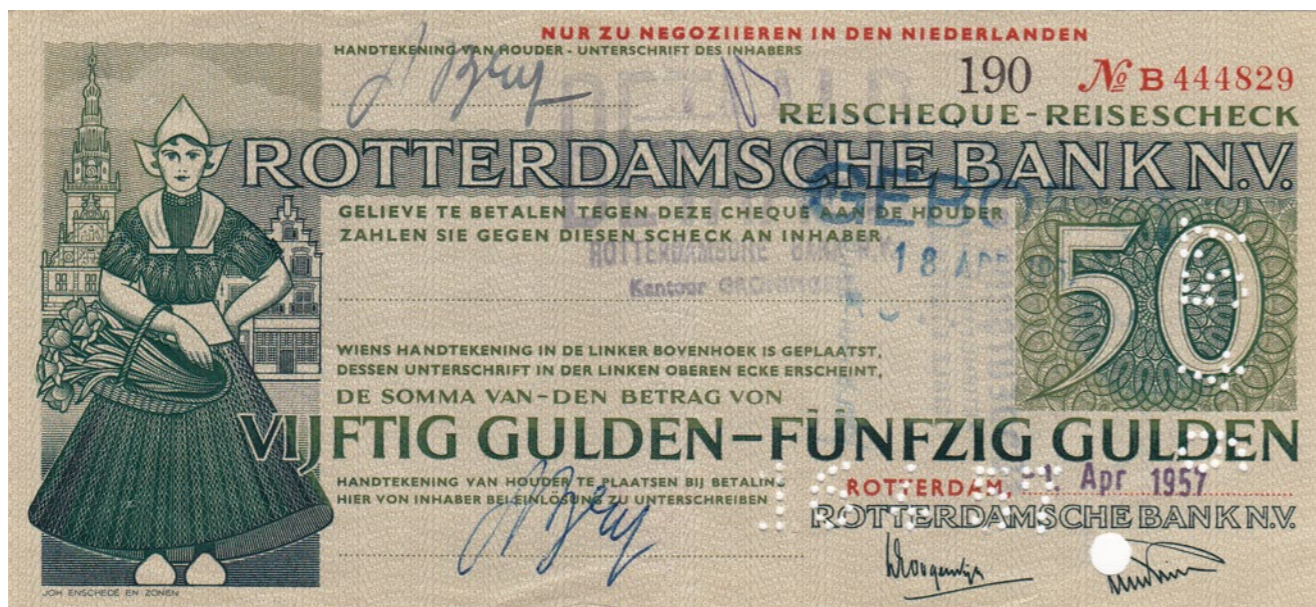 NUR ZU NEGOZIIEREN IN DEN NIEDERLANDEN
HANDTEKENING VAN HOUDER - UNTERSCHRIFT DES INHABERS
190 № B 444829
REISCHEQUE - REISESCHECK
ROTTERDAMSCHE BANK N.V.
GELIEVE TE BETALEN TEGEN DEZE CHEQUE AAN DE HOUDER
ZAHLEN SIE GEGEN DIESEN SCHECK AN INHABER
ROTTERDAMSCHE BANK N.V.
Kantoor GRONINGEN
18 APR
50
WIENS HANDTEKENING IN DE LINKER BOVENHOEK IS GEPLAATST,
DESSEN UNTERSCHRIFT IN DER LINKEN OBEREN ECKE ERSCHEINT,
DE SOMMA VAN - DEN BETRAG VON
VIJFTIG GULDEN - FÜNFZIG GULDEN
HANDTEKENING VAN HOUDER TE PLAATSEN BIJ BETALING
HIER VON INHABER BEI EINLÖSUNG ZU UNTERSCHREIBEN
ROTTERDAM, Apr 1957
ROTTERDAMSCHE BANK N.V.
JOH. ENSCHEDÉ EN ZONEN